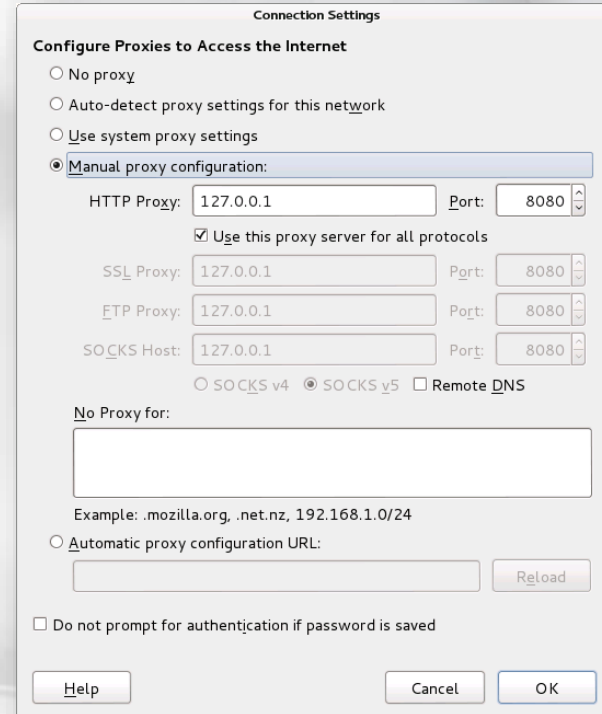 Connection Settings
Configure Proxies to Access the Internet
No proxy
Auto-detect proxy settings for this network
Use system proxy settings
Manual proxy configuration:
HTTP Proxy: 127.0.0.1 Port: 8080
Use this proxy server for all protocols
SSL Proxy: 127.0.0.1 Port: 8080
FTP Proxy: 127.0.0.1 Port: 8080
SOCKS Host: 127.0.0.1 Port: 8080
SOCKS v4 SOCKS v5 Remote DNS
No Proxy for:
Example: .mozilla.org, .net.nz, 192.168.1.0/24
Automatic proxy configuration URL:
Reload
Do not prompt for authentication if password is saved
Help Cancel OK